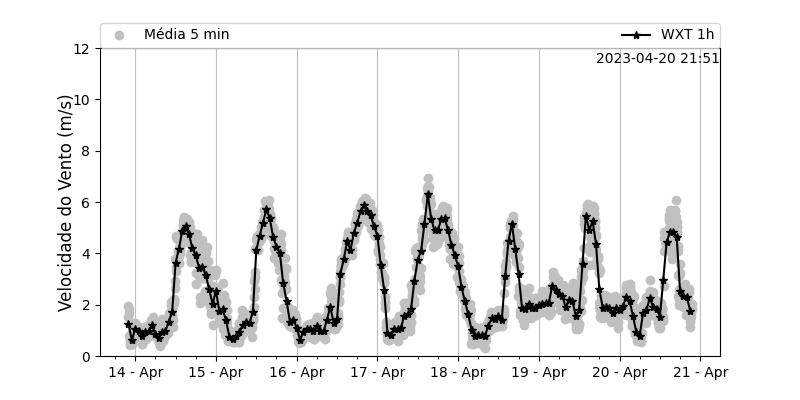 Média 5 min
WXT 1h
2023-04-20 21:51
Velocidade do Vento (m/s)
12
10
8
6
4
2
0
14 - Apr
15 - Apr
16 - Apr
17 - Apr
18 - Apr
19 - Apr
20 - Apr
21 - Apr